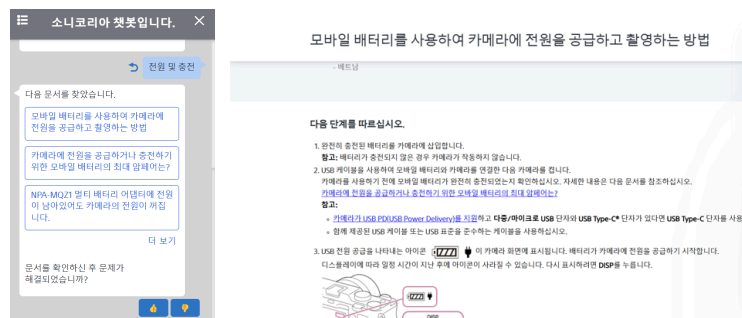 소니코리아 챗봇입니다.
전원 및 충전
다음 문서를 찾았습니다.
모바일 배터리를 사용하여 카메라에
전원을 공급하고 촬영하는 방법
카메라에 전원을 공급하거나 충전하기
위한 모바일 배터리의 최대 암페어는?
NPA-MQZ1 멀티 배터리 어댑터에 전원
이 남아있어도 카메라의 전원이 꺼집
니다.
더 보기
문서를 확인하신 후 문제가
해결되었습니까?
모바일 배터리를 사용하여 카메라에 전원을 공급하고 촬영하는 방법
- 베트남
다음 단계를 따르십시오.
1. 완전히 충전된 배터리를 카메라에 삽입합니다.
참고: 배터리가 충전되지 않은 경우 카메라가 작동하지 않습니다.
2. USB 케이블을 사용하여 모바일 배터리와 카메라를 연결한 다음 카메라를 켭니다.
카메라를 사용하기 전에 모바일 배터리가 완전히 충전되었는지 확인하십시오. 자세한 내용은 다음 문서를 참조하십시오.
카메라에 전원을 공급하거나 충전하기 위한 모바일 배터리의 최대 암페어는?
참고:
카메라가 USB PD(USB Power Delivery)를 지원하고 다중/마이크로 USB 단자와 USB Type-C® 단자가 있다면 USB Type-C 단자를 사용
함께 제공된 USB 케이블 또는 USB 표준을 준수하는 케이블을 사용하십시오.
3. USB 전원 공급을 나타내는 아이콘 이 카메라 화면에 표시됩니다. 배터리가 카메라에 전원을 공급하기 시작합니다.
디스플레이에 따라 일정 시간이 지난 후에 아이콘이 사라질 수 있습니다. 다시 표시하려면 DISP를 누릅니다.